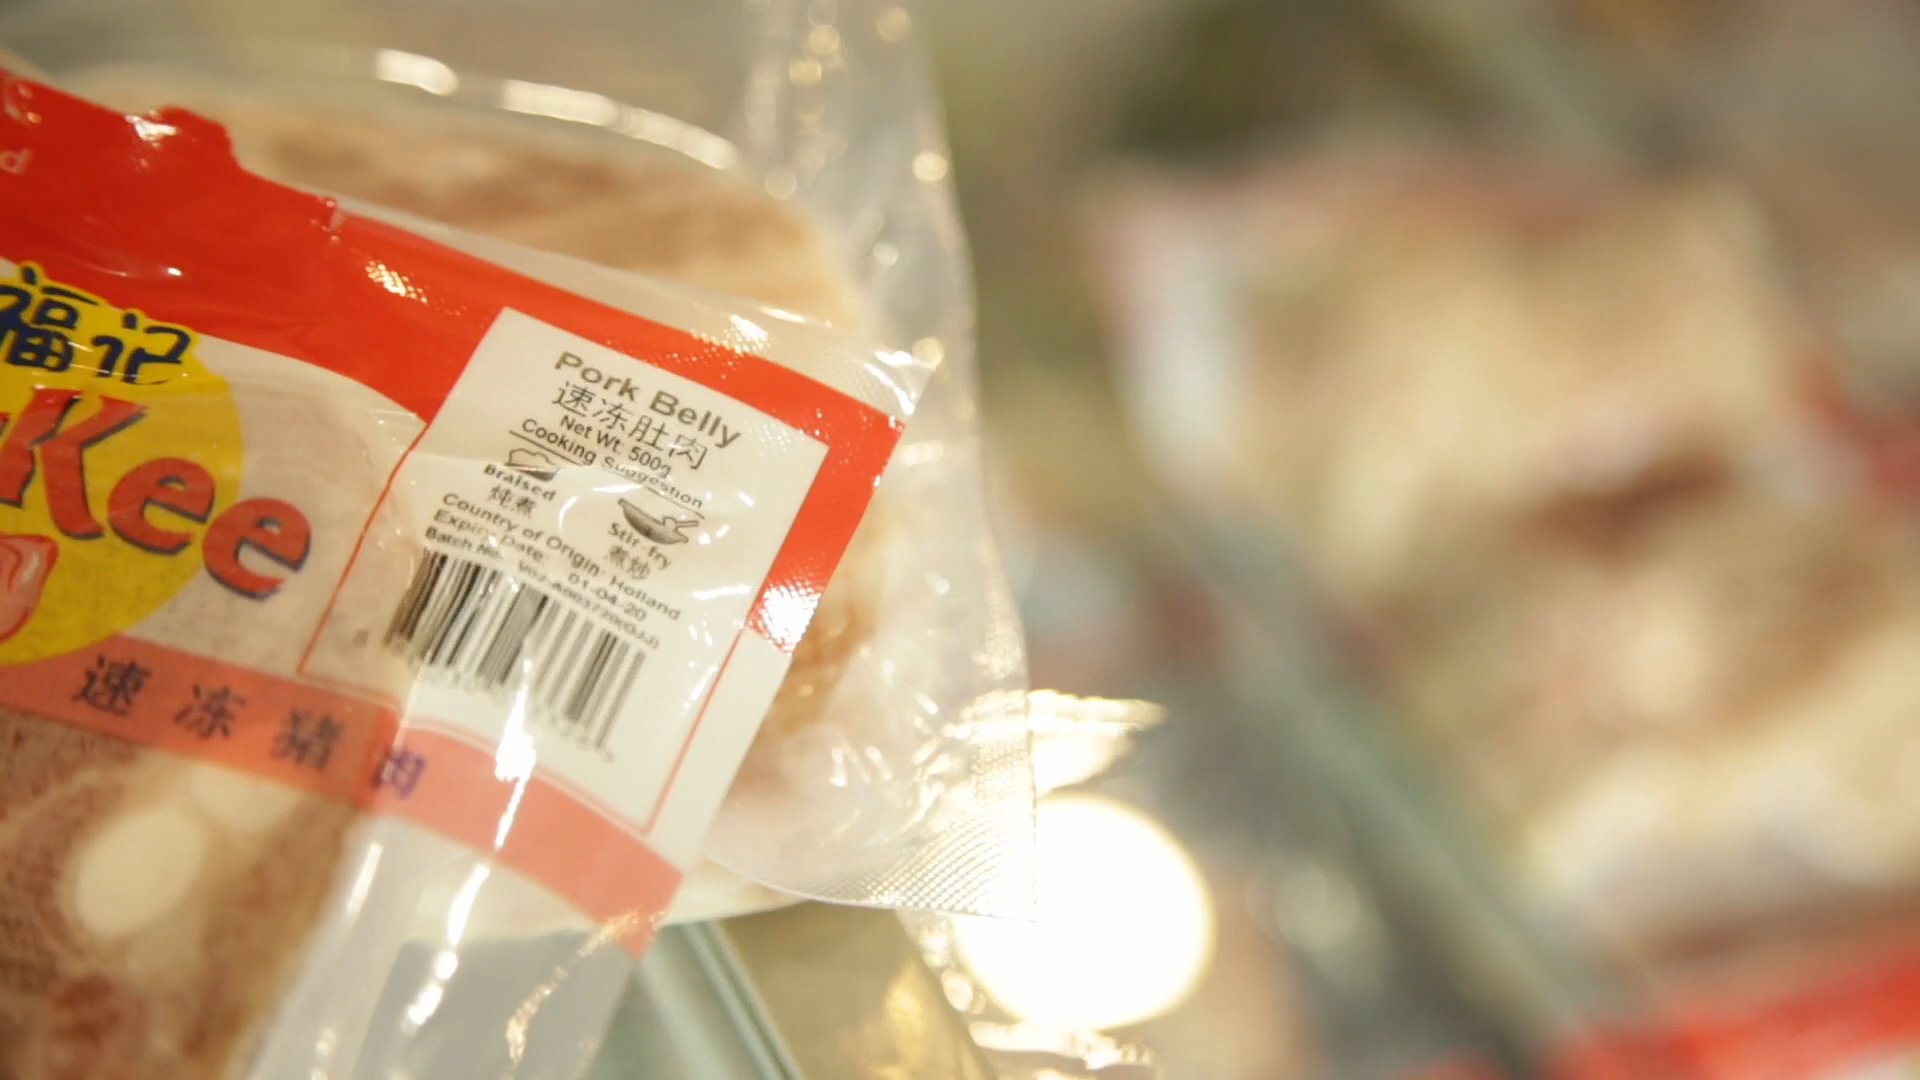 福记
Kee
Pork Belly
速冻肚肉
Net Wt: 500g
Cooking Suggestion
Braised
炖煮
Stir-fry
煮炒
Country of Origin: Holland
Expiry Date: 01-04-20
Batch No.
速冻猪肉